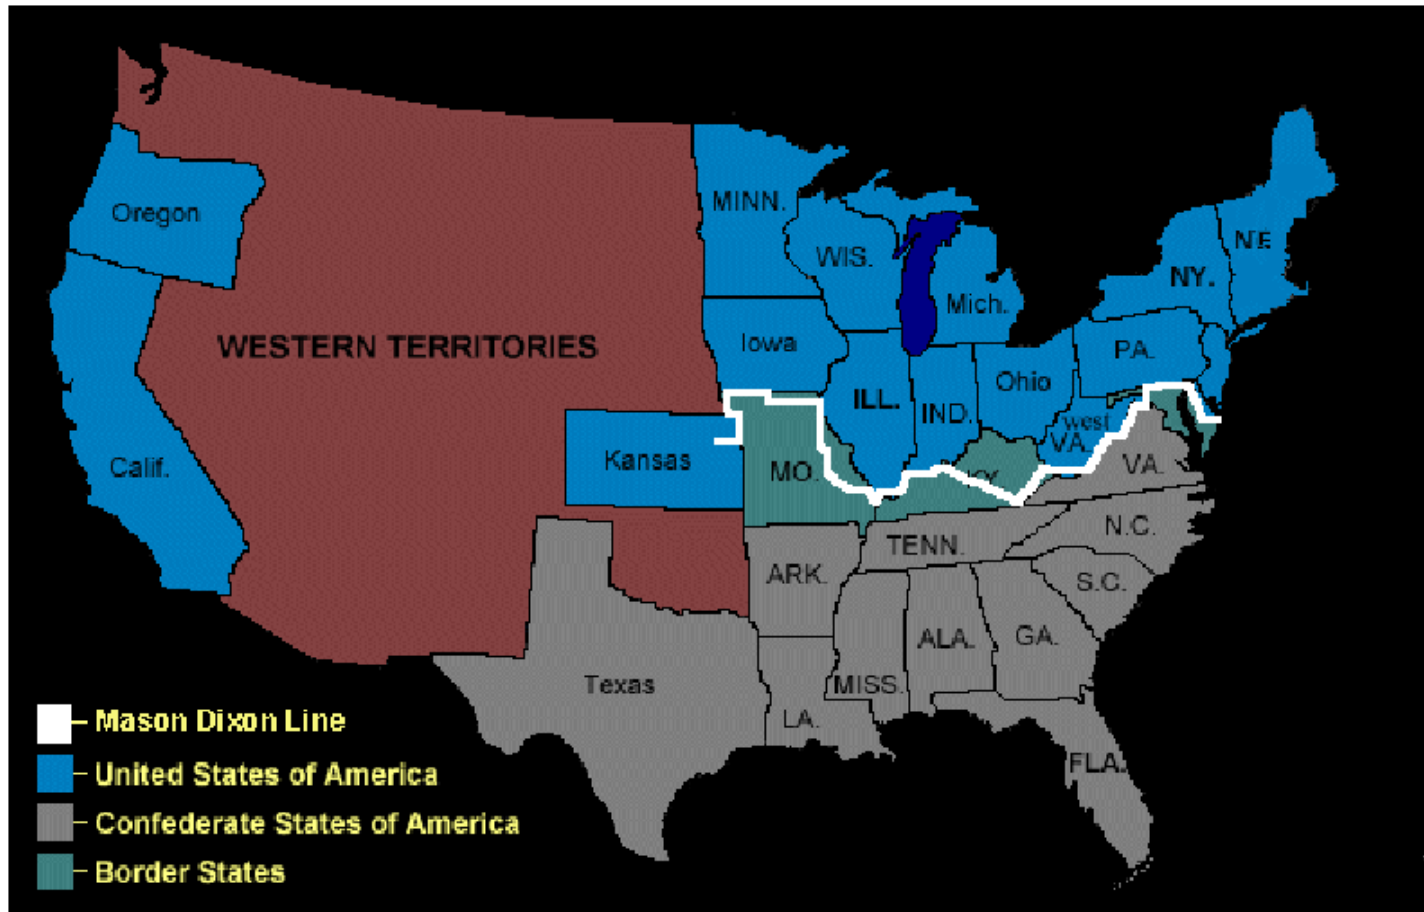 MINN.
Oregon
WIS.
NE
NY.
Mich.
WESTERN TERRITORIES
Iowa
PA.
Ohio
ILL.
IND.
west
VA.
Calif.
Kansas
MO.
KY.
VA.
N.C.
TENN.
ARK.
S.C.
GA.
ALA.
Texas
MISS.
LA.
FLA.
Mason Dixon Line
United States of America
Confederate States of America
Border States